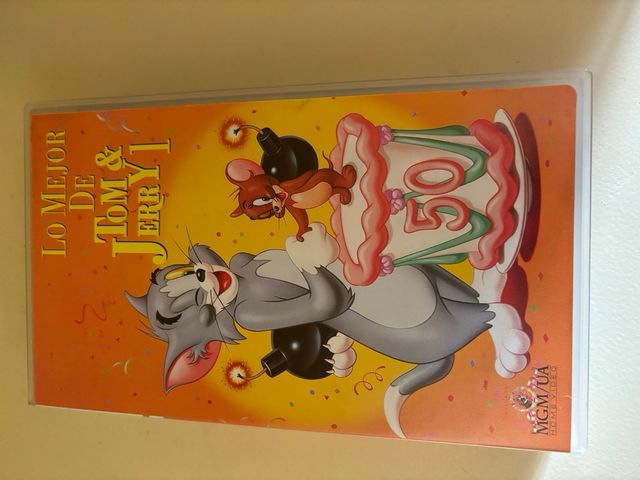 LO MEJOR
DE
TOM &
JERRY 1
50
MGM/UA
HOME VIDEO